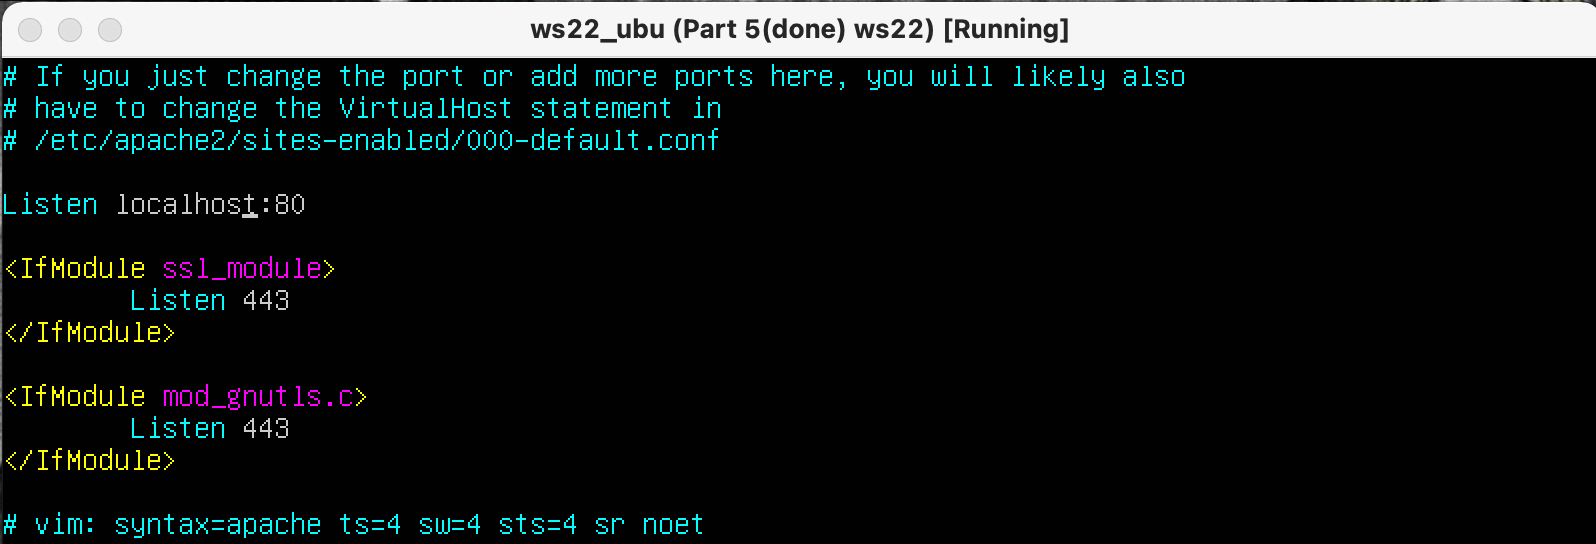 ws22_ubu (Part 5(done) ws22) [Running]
# If you just change the port or add more ports here, you will likely also
# have to change the VirtualHost statement in
# /etc/apache2/sites-enabled/000-default.conf
Listen localhost:80
<IfModule ssl_module>
Listen 443
</IfModule>
<IfModule mod_gnutls.c>
Listen 443
</IfModule>
# vim: syntax=apache ts=4 sw=4 sts=4 sr noet